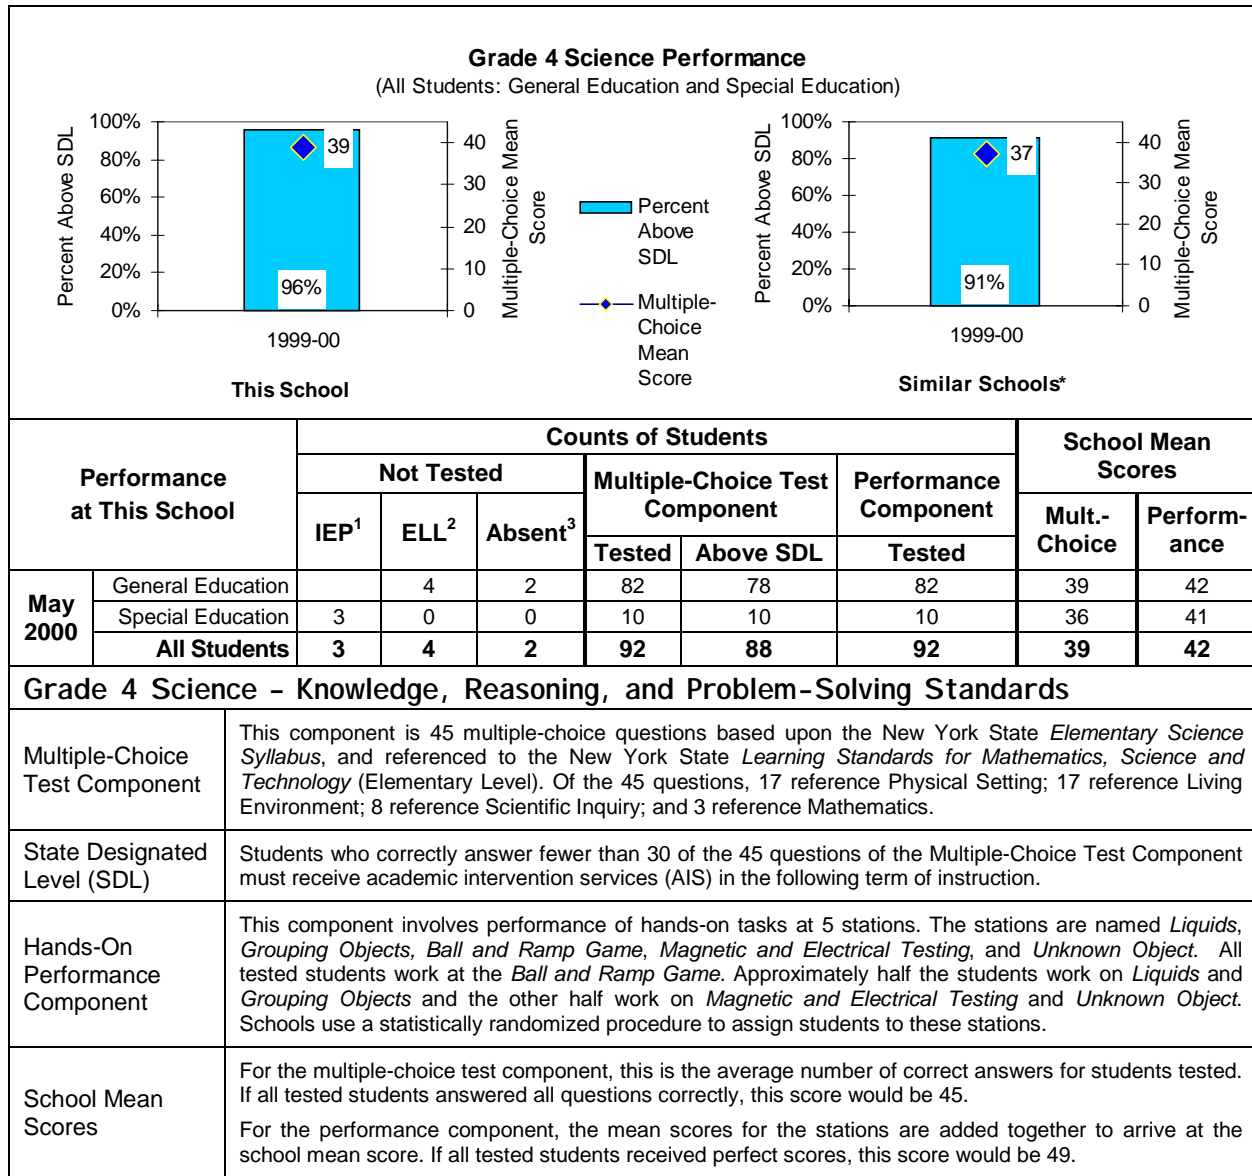 Grade 4 Science Performance
(All Students: General Education and Special Education)
Percent Above SDL
100%
80%
60%
40%
20%
0%
39
96%
40
30
20
10
0
Multiple-Choice Mean
Score
1999-00
This School
Percent
Above
SDL
Multiple-
Choice
Mean
Score
Percent Above SDL
100%
80%
60%
40%
20%
0%
37
91%
40
30
20
10
0
Multiple-Choice Mean
Score
1999-00
Similar Schools*
Performance
at This School
Counts of Students
School Mean
Scores
Not Tested
Multiple-Choice Test
Component
Performance
Component
IEP1 ELL2 Absent3
Mult.-
Choice
Perform-
ance
Tested Above SDL Tested
May
2000
General Education 4 2 82 78 82 39 42
Special Education 3 0 0 10 10 10 36 41
All Students 3 4 2 92 88 92 39 42
Grade 4 Science – Knowledge, Reasoning, and Problem-Solving Standards
Multiple-Choice
Test Component
This component is 45 multiple-choice questions based upon the New York State Elementary Science
Syllabus, and referenced to the New York State Learning Standards for Mathematics, Science and
Technology (Elementary Level). Of the 45 questions, 17 reference Physical Setting; 17 reference Living
Environment; 8 reference Scientific Inquiry; and 3 reference Mathematics.
State Designated
Level (SDL)
Students who correctly answer fewer than 30 of the 45 questions of the Multiple-Choice Test Component
must receive academic intervention services (AIS) in the following term of instruction.
Hands-On
Performance
Component
This component involves performance of hands-on tasks at 5 stations. The stations are named Liquids,
Grouping Objects, Ball and Ramp Game, Magnetic and Electrical Testing, and Unknown Object. All
tested students work at the Ball and Ramp Game. Approximately half the students work on Liquids and
Grouping Objects and the other half work on Magnetic and Electrical Testing and Unknown Object.
Schools use a statistically randomized procedure to assign students to these stations.
School Mean
Scores
For the multiple-choice test component, this is the average number of correct answers for students tested.
If all tested students answered all questions correctly, this score would be 45.
For the performance component, the mean scores for the stations are added together to arrive at the
school mean score. If all tested students received perfect scores, this score would be 49.